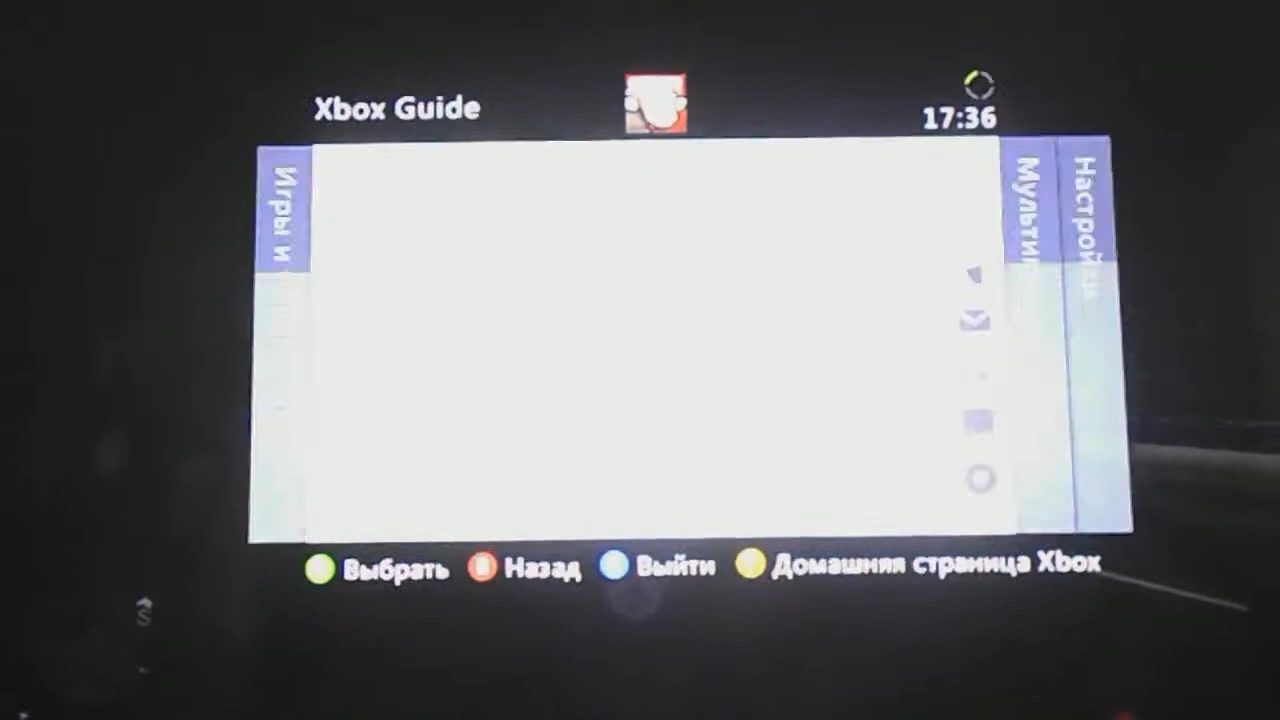 Xbox Guide
17:36
Игры и
Мульти
Настройки
Выбрать Назад Выйти Домашняя страница Xbox